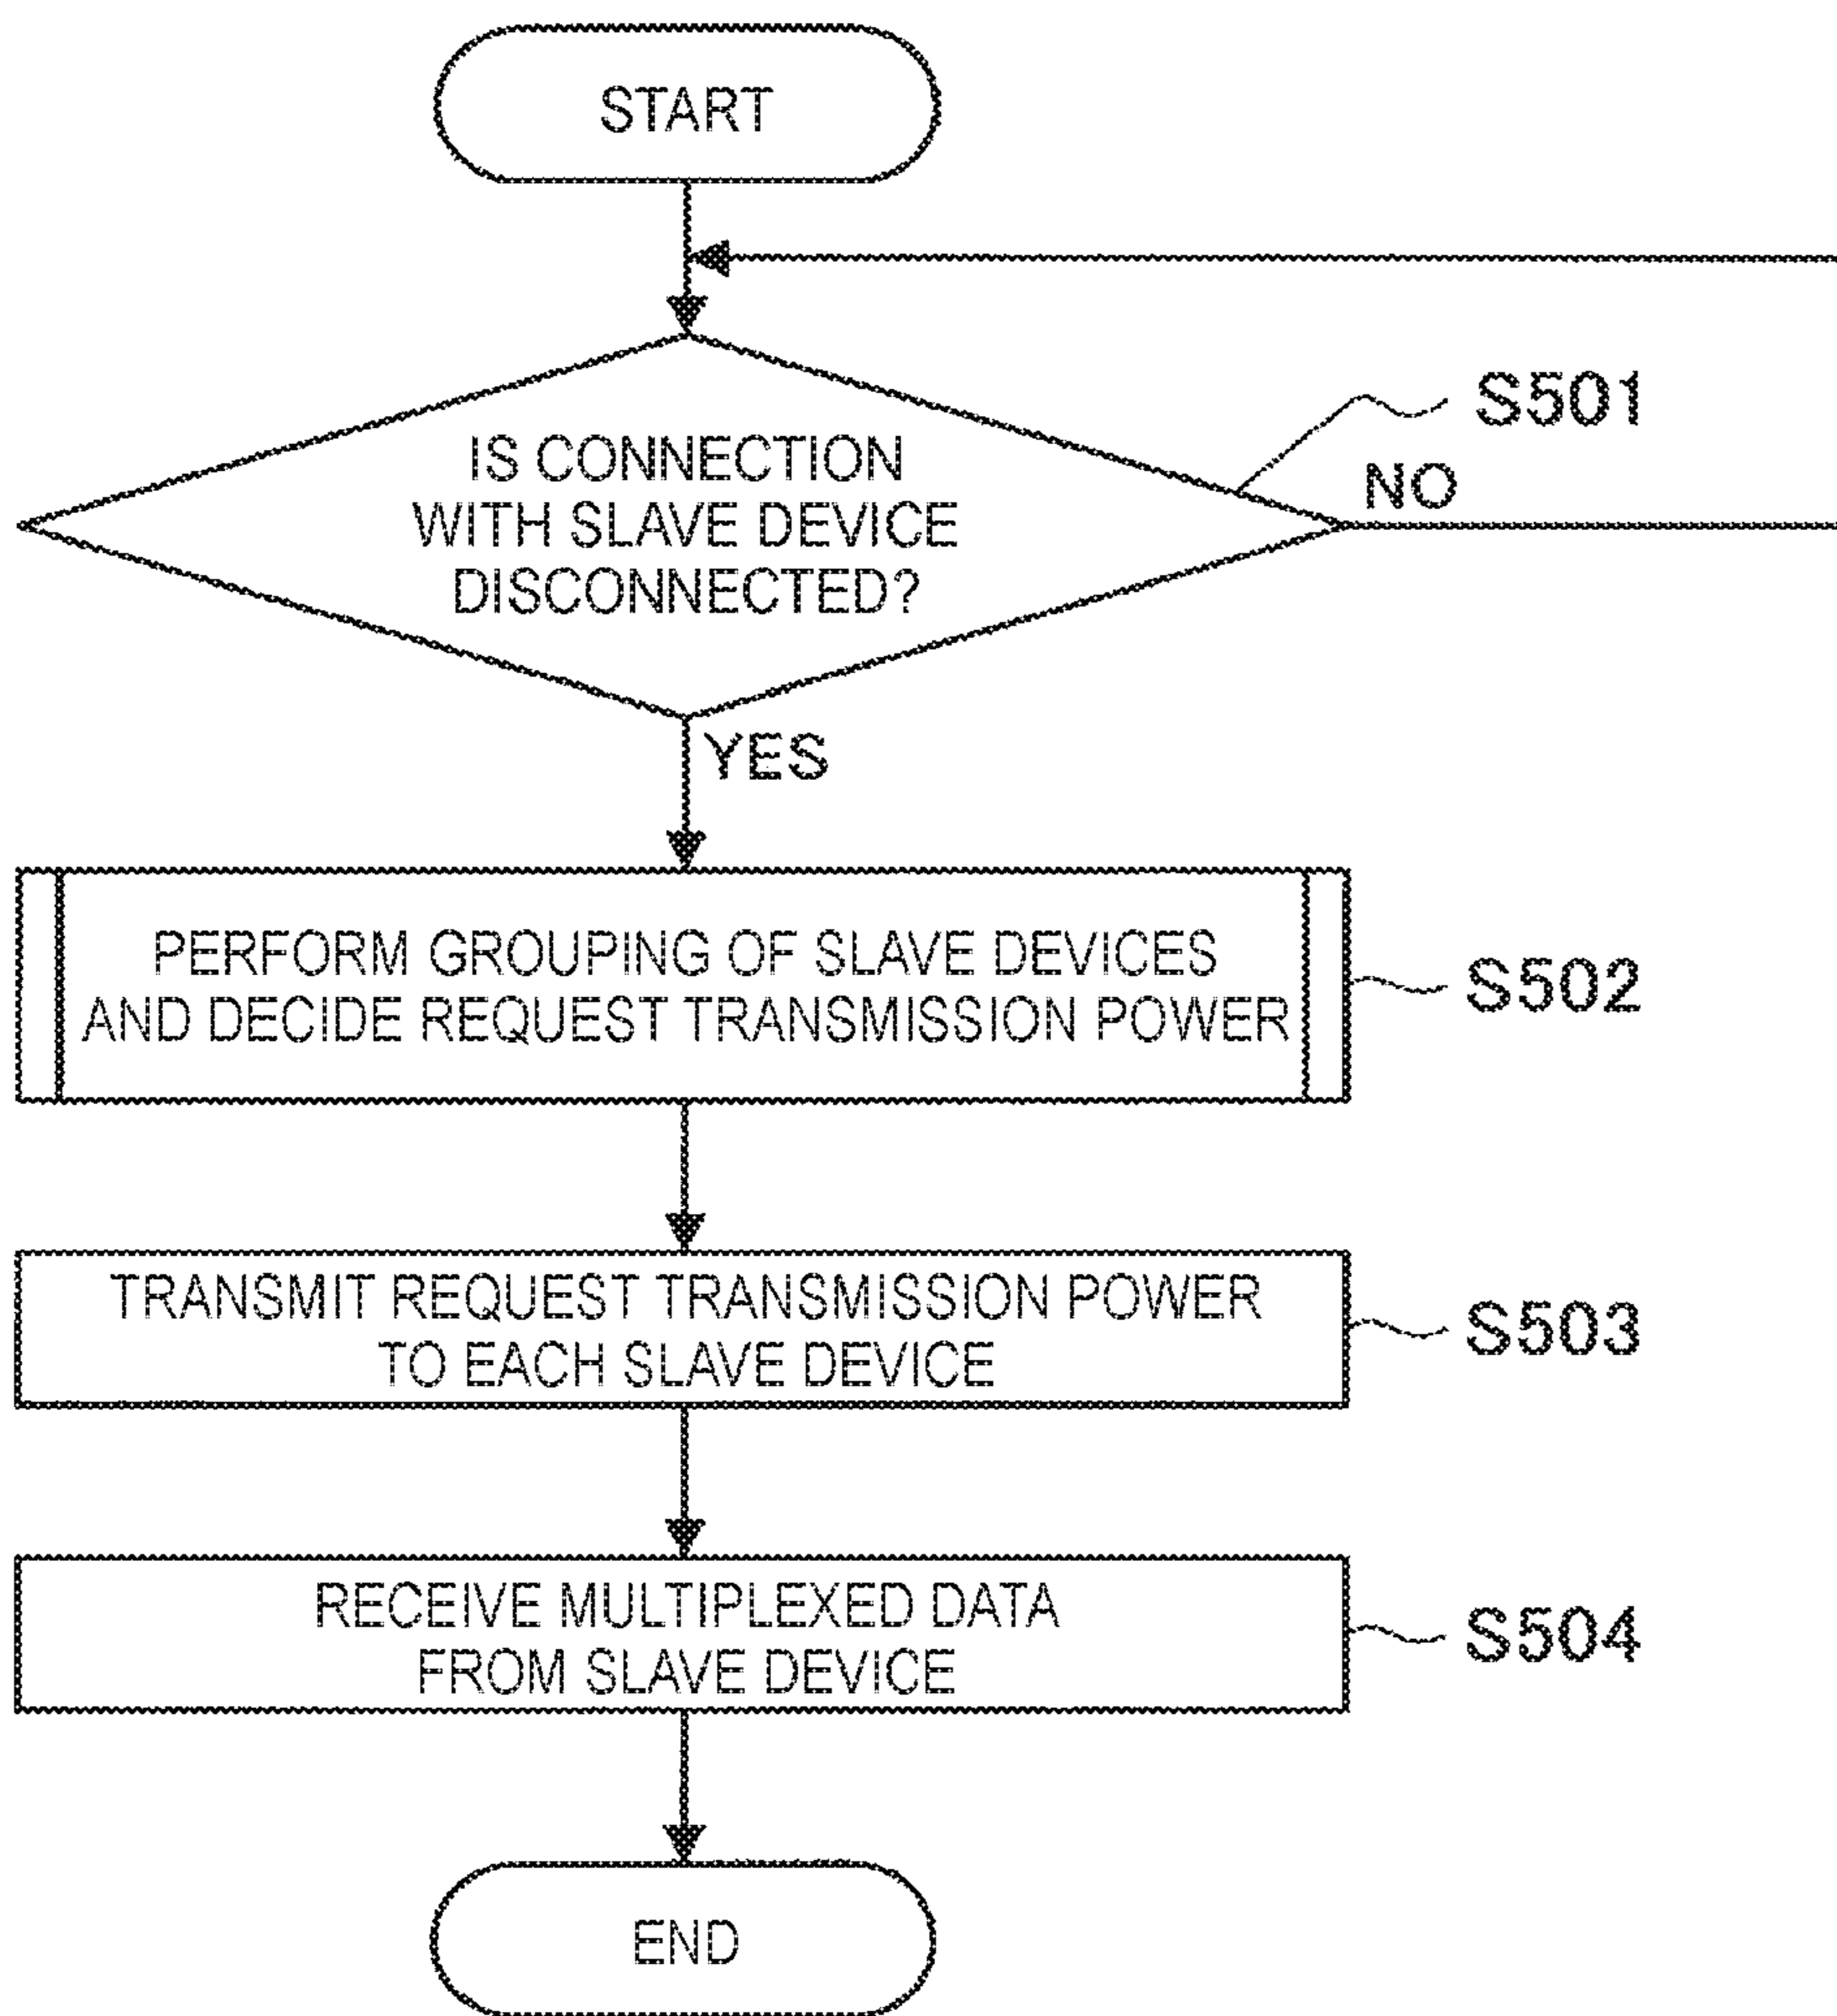 START
S501
IS CONNECTION
WITH SLAVE DEVICE
DISCONNECTED?
NO
YES
PERFORM GROUPING OF SLAVE DEVICES
AND DECIDE REQUEST TRANSMISSION POWER
S502
TRANSMIT REQUEST TRANSMISSION POWER
TO EACH SLAVE DEVICE
S503
RECEIVE MULTIPLEXED DATA
FROM SLAVE DEVICE
S504
END